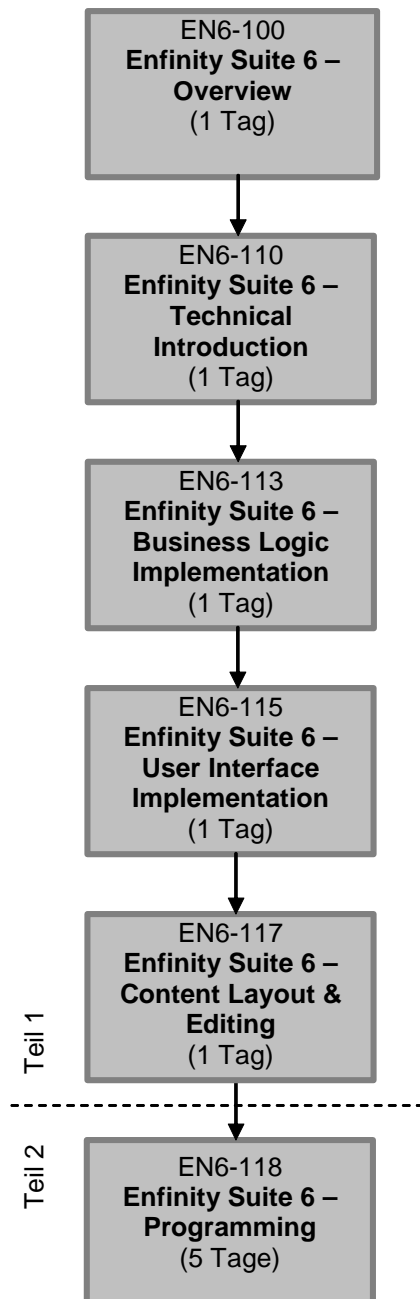 EN6-100
Enfinity Suite 6 –
Overview
(1 Tag)
EN6-110
Enfinity Suite 6 –
Technical
Introduction
(1 Tag)
EN6-113
Enfinity Suite 6 –
Business Logic
Implementation
(1 Tag)
EN6-115
Enfinity Suite 6 –
User Interface
Implementation
(1 Tag)
EN6-117
Enfinity Suite 6 –
Content Layout &
Editing
(1 Tag)
Teil 1
Teil 2
EN6-118
Enfinity Suite 6 –
Programming
(5 Tage)